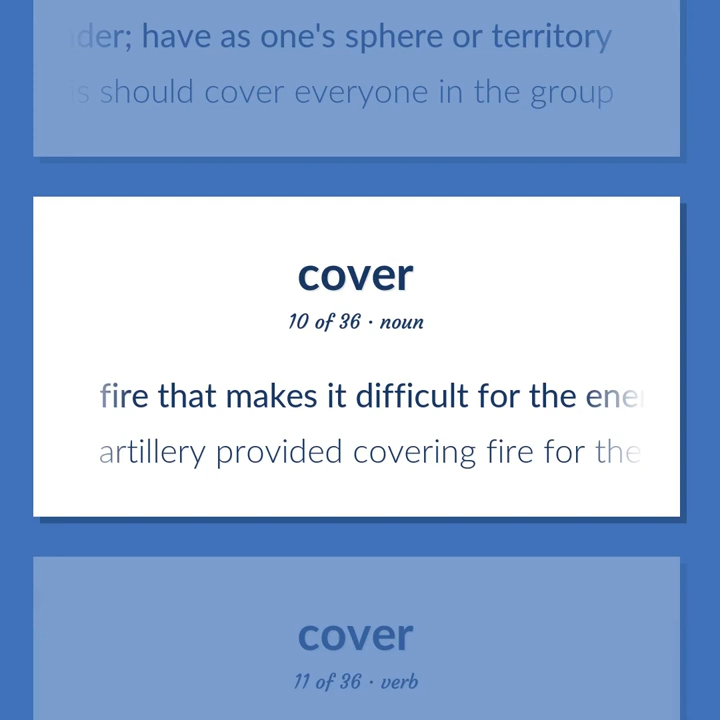 have as one's sphere or territory
should cover everyone in the group
cover
10 of 36 · noun
fire that makes it difficult for the
artillery provided covering fire for the
cover
11 of 36 · verb